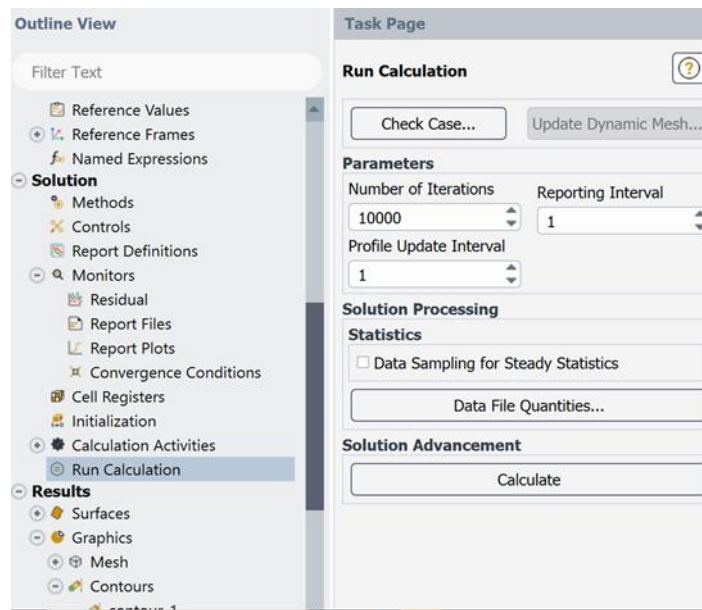 Outline View
Filter Text
Reference Values
Reference Frames
Named Expressions
Solution
Methods
Controls
Report Definitions
Monitors
Residual
Report Files
Report Plots
Convergence Conditions
Cell Registers
Initialization
Calculation Activities
Run Calculation
Results
Surfaces
Graphics
Mesh
Contours
contour-1
Task Page
Run Calculation
?
Check Case... Update Dynamic Mesh...
Parameters
Number of Iterations Reporting Interval
10000 1
Profile Update Interval
1
Solution Processing
Statistics
Data Sampling for Steady Statistics
Data File Quantities...
Solution Advancement
Calculate